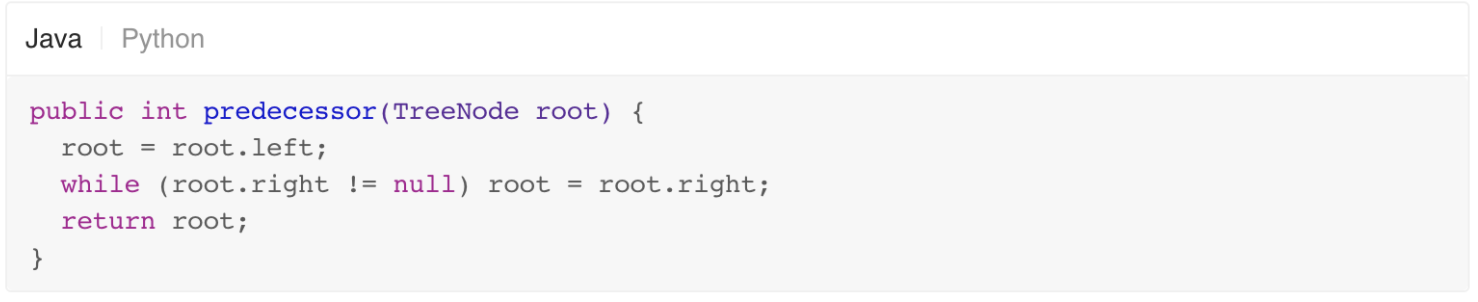 Java | Python
public int predecessor(TreeNode root) {
  root = root.left;
  while (root.right != null) root = root.right;
  return root;
}